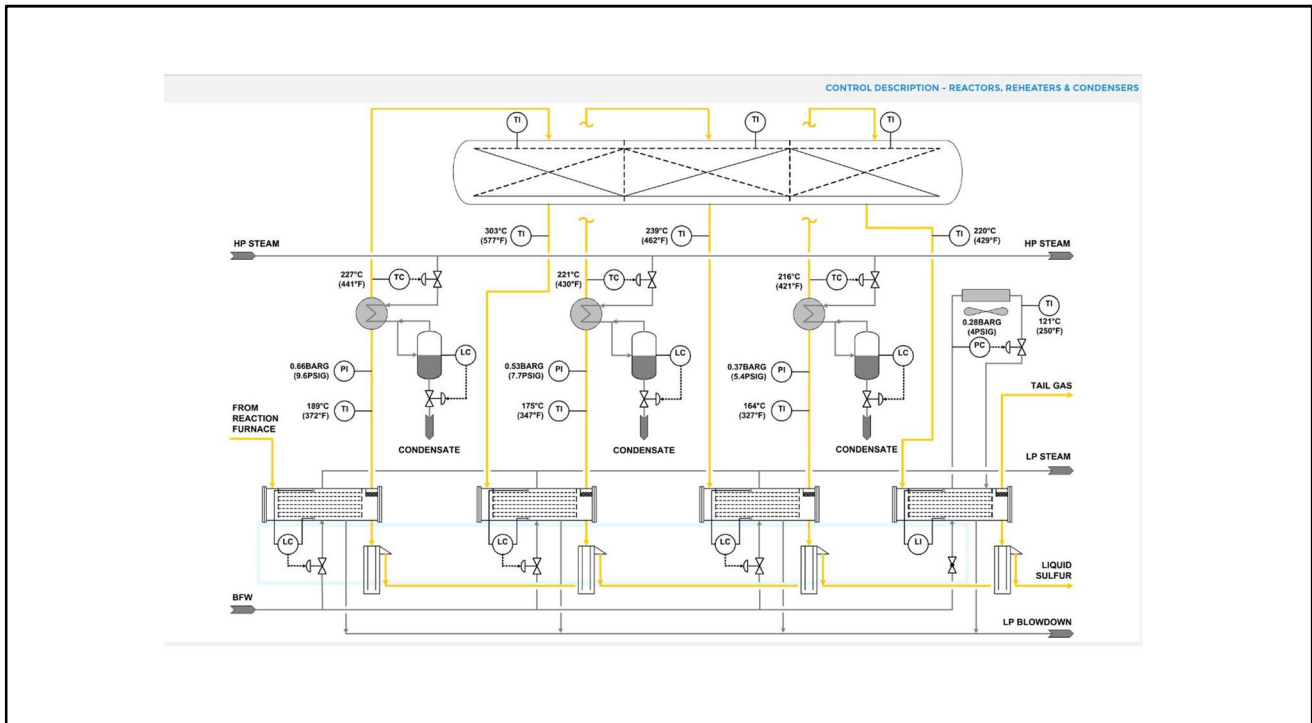 CONTROL DESCRIPTION - REACTORS, REHEATERS & CONDENSERS
TI
TI
TI
303°C
(577°F)
TI
239°C
(462°F)
TI
TI
220°C
(429°F)
HP STEAM
HP STEAM
227°C
(441°F)
TC
221°C
(430°F)
TC
216°C
(421°F)
TC
TI
121°C
(250°F)
0.28BARG
(4PSIG)
PC
LC
LC
LC
0.66BARG
(9.6PSIG)
PI
0.53BARG
(7.7PSIG)
PI
0.37BARG
(5.4PSIG)
PI
TAIL GAS
FROM
REACTION
FURNACE
189°C
(372°F)
TI
175°C
(347°F)
TI
164°C
(327°F)
TI
CONDENSATE
CONDENSATE
CONDENSATE
LP STEAM
LC
LC
LC
LI
LIQUID
SULFUR
BFW
LP BLOWDOWN